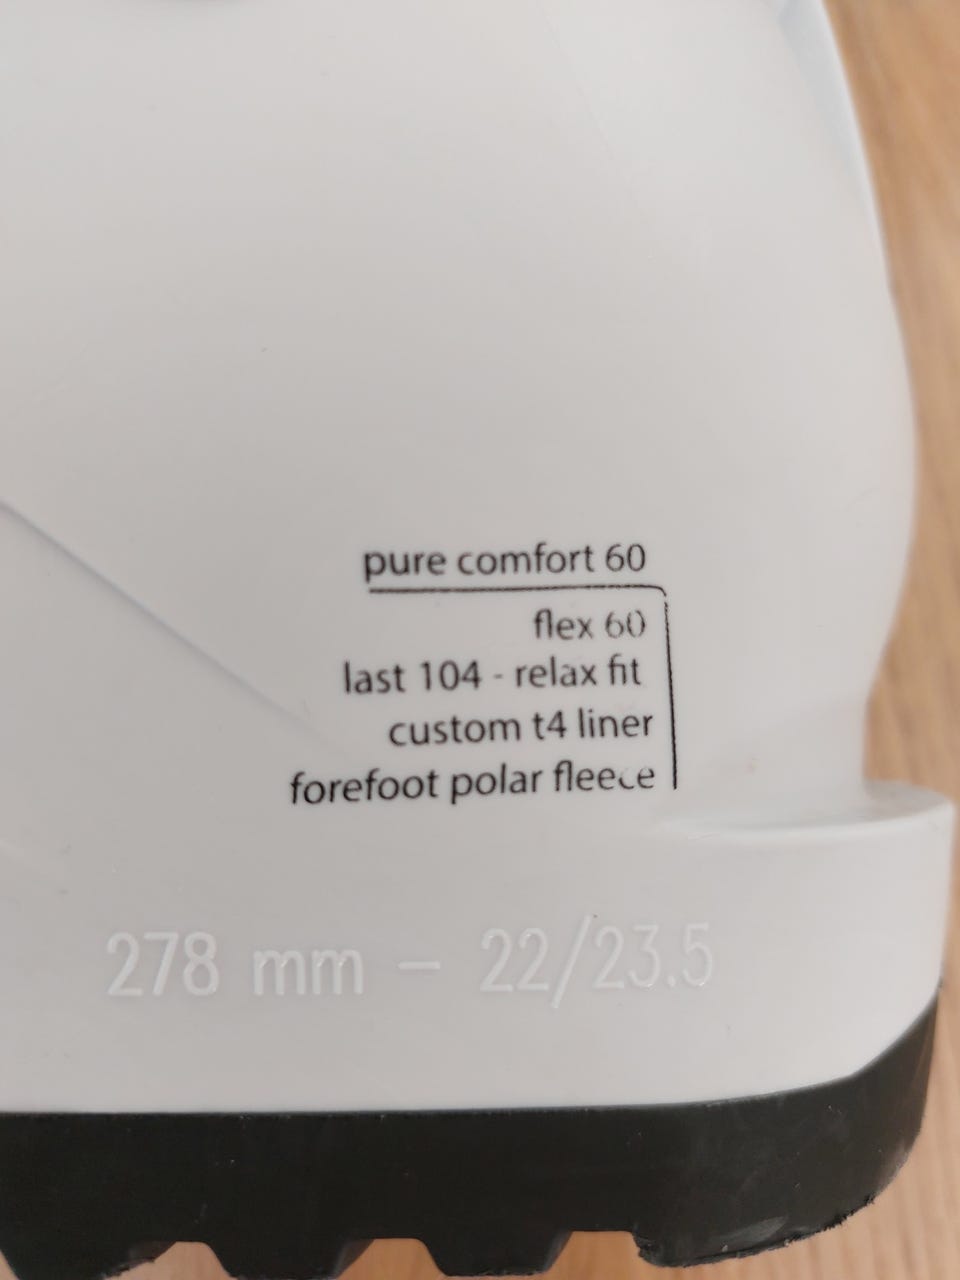 pure comfort 60
flex 60
last 104 - relax fit
custom t4 liner
forefoot polar fleece
278 mm – 22/23.5